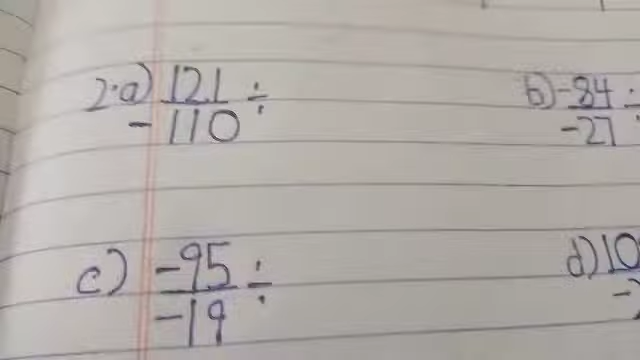 2.a) 121/-110 ÷ b) -84/-27 ÷
c) -95/-19 ÷ d) 10